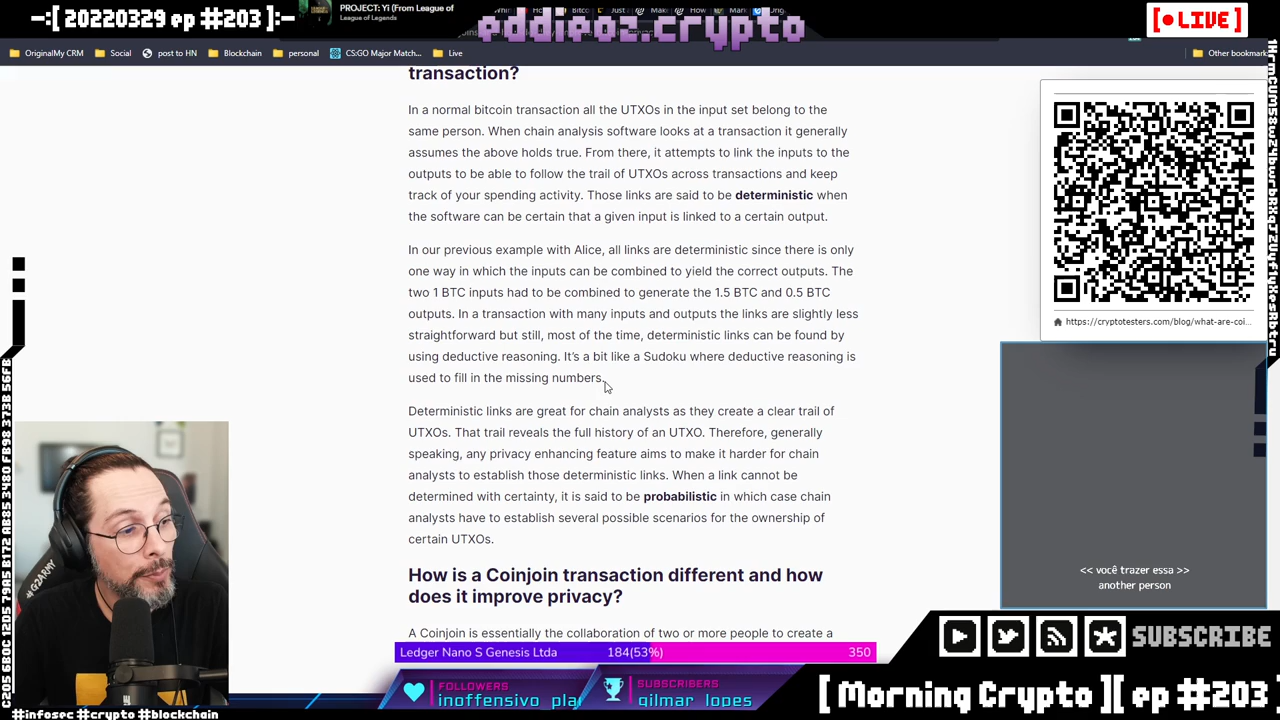 -:[ 20220329 ep #203 ]:-
PROJECT: Yi (From League of
League of Legends
eddieoz.crypto
[• LIVE]
OriginalMy CRM
Social
post to HN
Blockchain
personal
CS:GO Major Match...
Live
Other bookmark
transaction?
In a normal bitcoin transaction all the UTXOs in the input set belong to the
same person. When chain analysis software looks at a transaction it generally
assumes the above holds true. From there, it attempts to link the inputs to the
outputs to be able to follow the trail of UTXOs across transactions and keep
track of your spending activity. Those links are said to be deterministic when
the software can be certain that a given input is linked to a certain output.
In our previous example with Alice, all links are deterministic since there is only
one way in which the inputs can be combined to yield the correct outputs. The
two 1 BTC inputs had to be combined to generate the 1.5 BTC and 0.5 BTC
outputs. In a transaction with many inputs and outputs the links are slightly less
straightforward but still, most of the time, deterministic links can be found by
using deductive reasoning. It's a bit like a Sudoku where deductive reasoning is
used to fill in the missing numbers.
Deterministic links are great for chain analysts as they create a clear trail of
UTXOs. That trail reveals the full history of an UTXO. Therefore, generally
speaking, any privacy enhancing feature aims to make it harder for chain
analysts to establish those deterministic links. When a link cannot be
determined with certainty, it is said to be probabilistic in which case chain
analysts have to establish several possible scenarios for the ownership of
certain UTXOs.
How is a Coinjoin transaction different and how
does it improve privacy?
A Coinjoin is essentially the collaboration of two or more people to create a
https://cryptotesters.com/blog/what-are-coi...
<< você trazer essa >>
another person
Ledger Nano S Genesis Ltda
184(53%)
350
FOLLOWERS
inoffensivo_pla
SUBSCRIBERS
gilmar_lopes
SUBSCRIBE
[ Morning Crypto ][ ep #203 ]
#infosec #crypto #blockchain